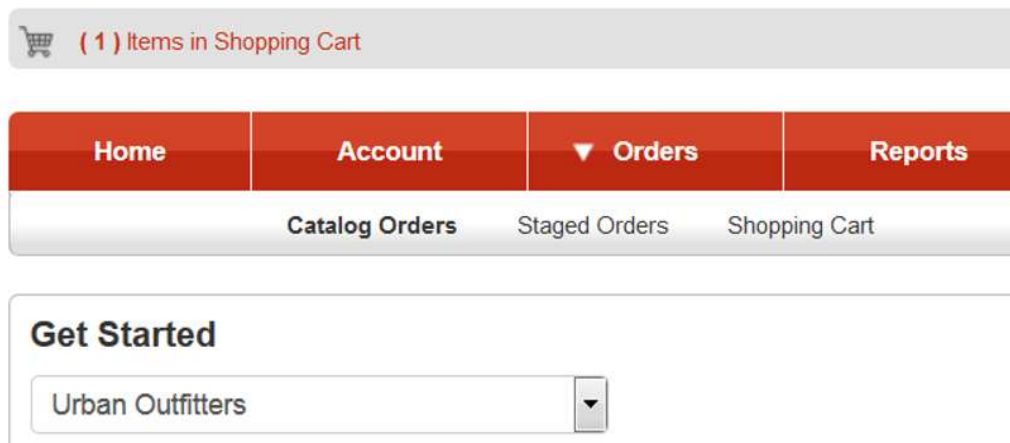 ( 1 ) Items in Shopping Cart
Home Account Orders Reports
Catalog Orders Staged Orders Shopping Cart
Get Started
Urban Outfitters